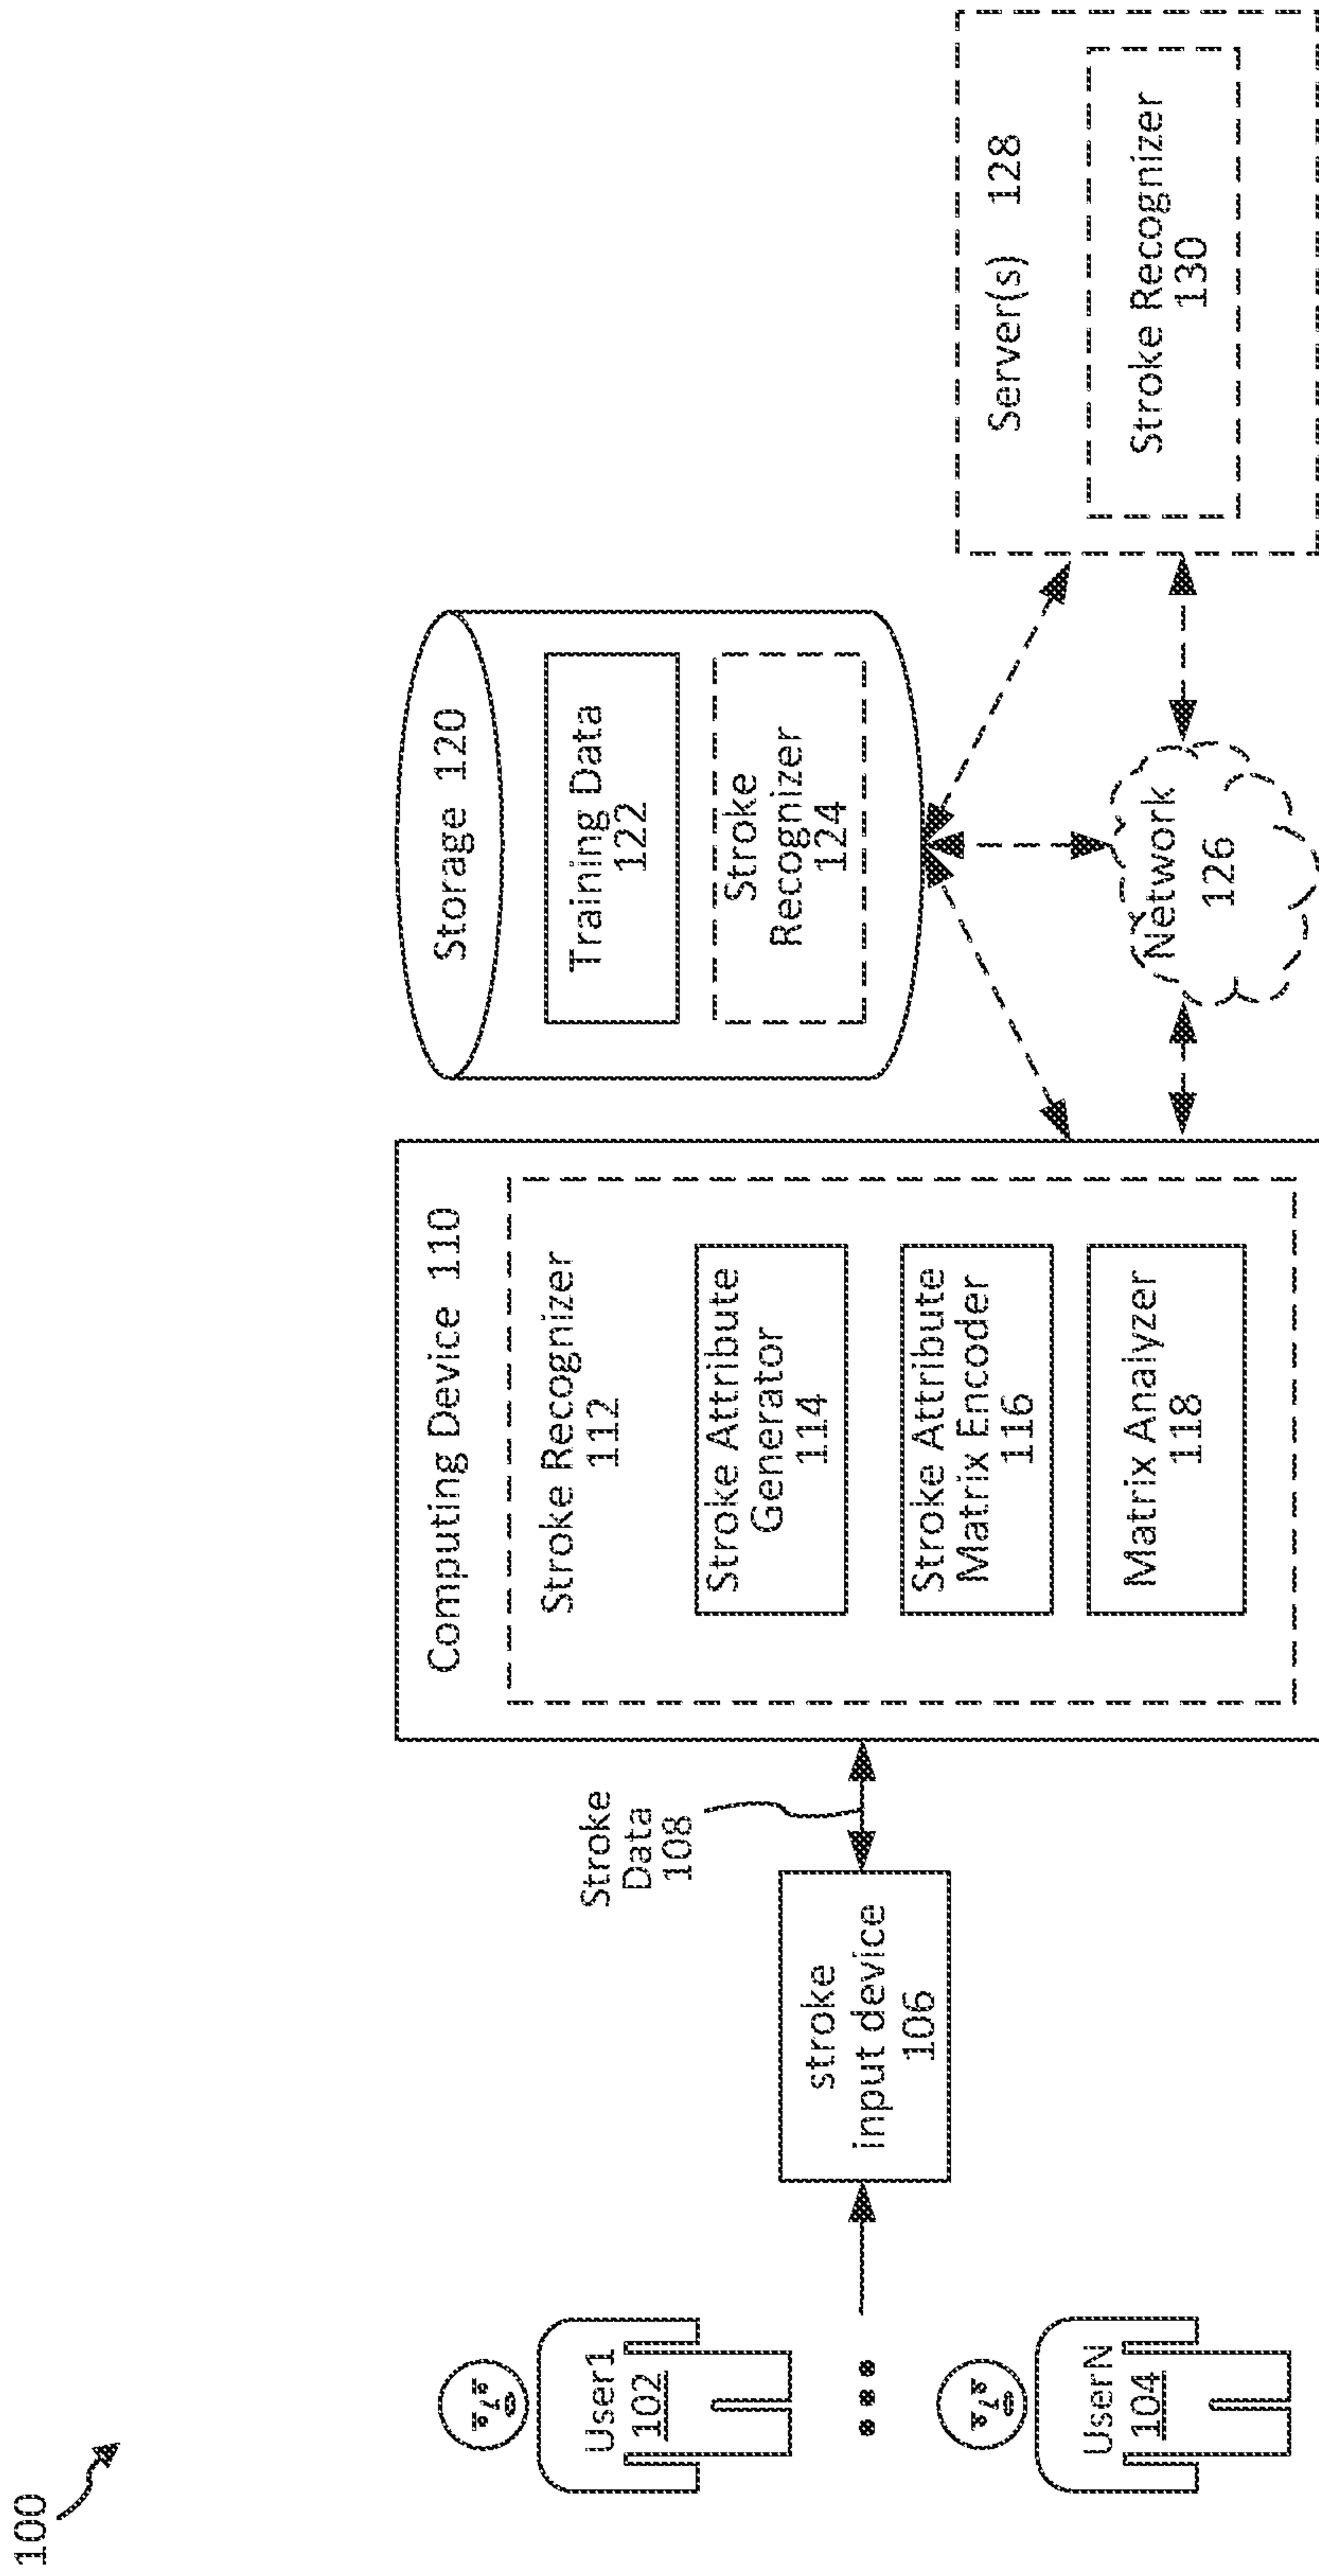 100
User1
102
UserN
104
stroke
input device
106
Stroke
Data
108
Computing Device 110
Stroke Recognizer
112
Stroke Attribute
Generator
114
Stroke Attribute
Matrix Encoder
116
Matrix Analyzer
118
Storage 120
Training Data
122
Stroke
Recognizer
124
Network
126
Server(s) 128
Stroke Recognizer
130